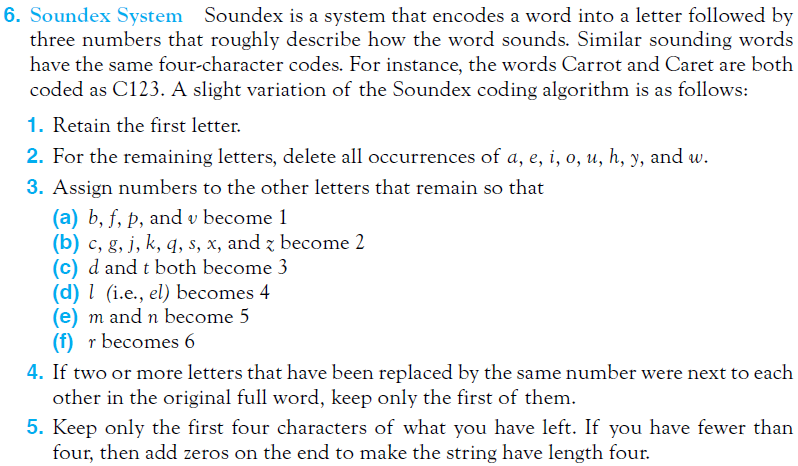 6. Soundex System Soundex is a system that encodes a word into a letter followed by
three numbers that roughly describe how the word sounds. Similar sounding words
have the same four-character codes. For instance, the words Carrot and Caret are both
coded as C123. A slight variation of the Soundex coding algorithm is as follows:
1. Retain the first letter.
2. For the remaining letters, delete all occurrences of a, e, i, o, u, h, y, and w.
3. Assign numbers to the other letters that remain so that
(a) b, f, p, and v become 1
(b) c, g, j, k, q, s, x, and z become 2
(c) d and t both become 3
(d) l (i.e., el) becomes 4
(e) m and n become 5
(f) r becomes 6
4. If two or more letters that have been replaced by the same number were next to each
other in the original full word, keep only the first of them.
5. Keep only the first four characters of what you have left. If you have fewer than
four, then add zeros on the end to make the string have length four.